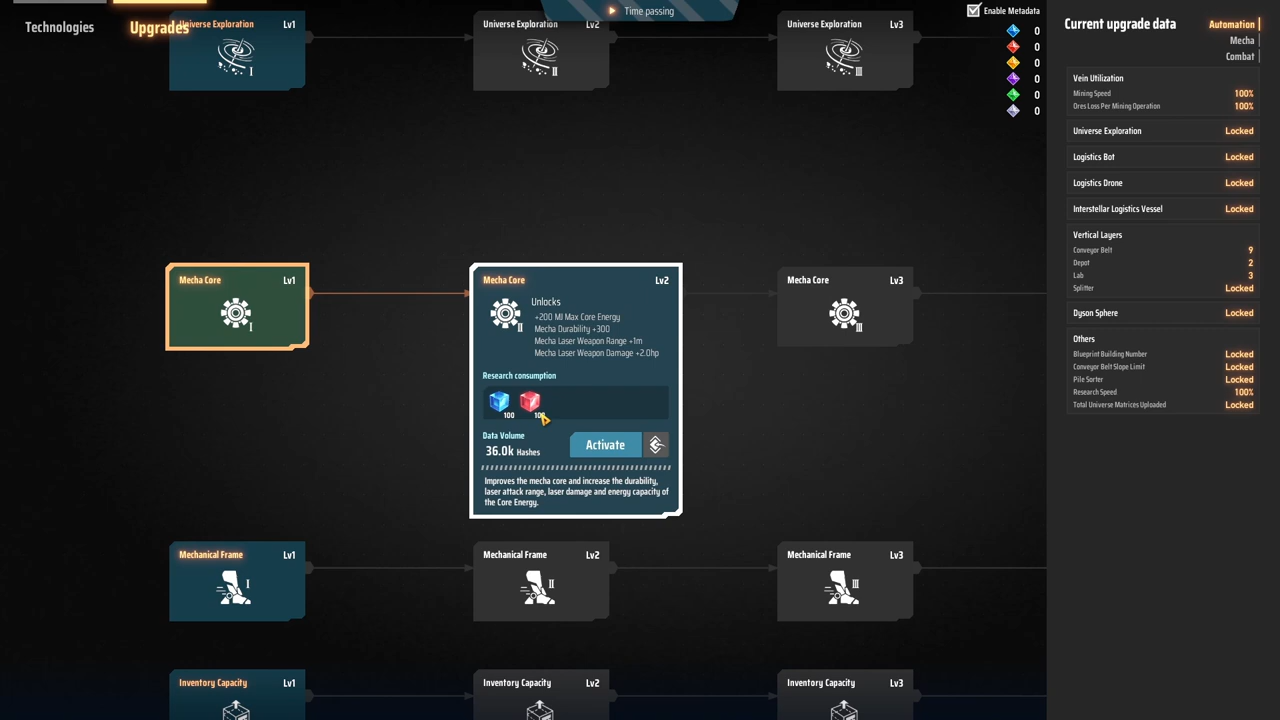 Technologies
Upgrades
Time passing
Enable Metadata
0
0
0
0
0
0
Universe Exploration Lv1
I
Universe Exploration Lv2
II
Universe Exploration Lv3
III
Mecha Core Lv1
I
Mecha Core Lv2
II
Unlocks
+200 MJ Max Core Energy
Mecha Durability +300
Mecha Laser Weapon Range +1m
Mecha Laser Weapon Damage +2.0hp
Research consumption
100 100
Data Volume
36.0k Hashes
Activate
Improves the mecha core and increase the durability,
laser attack range, laser damage and energy capacity of
the Core Energy.
Mecha Core Lv3
III
Mechanical Frame Lv1
I
Mechanical Frame Lv2
II
Mechanical Frame Lv3
III
Inventory Capacity Lv1
Inventory Capacity Lv2
Inventory Capacity Lv3
Current upgrade data
Automation
Mecha
Combat
Vein Utilization
Mining Speed 100%
Ores Loss Per Mining Operation 100%
Universe Exploration Locked
Logistics Bot Locked
Logistics Drone Locked
Interstellar Logistics Vessel Locked
Vertical Layers
Conveyor Belt 9
Depot 2
Lab 3
Splitter Locked
Dyson Sphere Locked
Others
Blueprint Building Number Locked
Conveyor Belt Slope Limit Locked
Pile Sorter Locked
Research Speed 100%
Total Universe Matrices Uploaded Locked